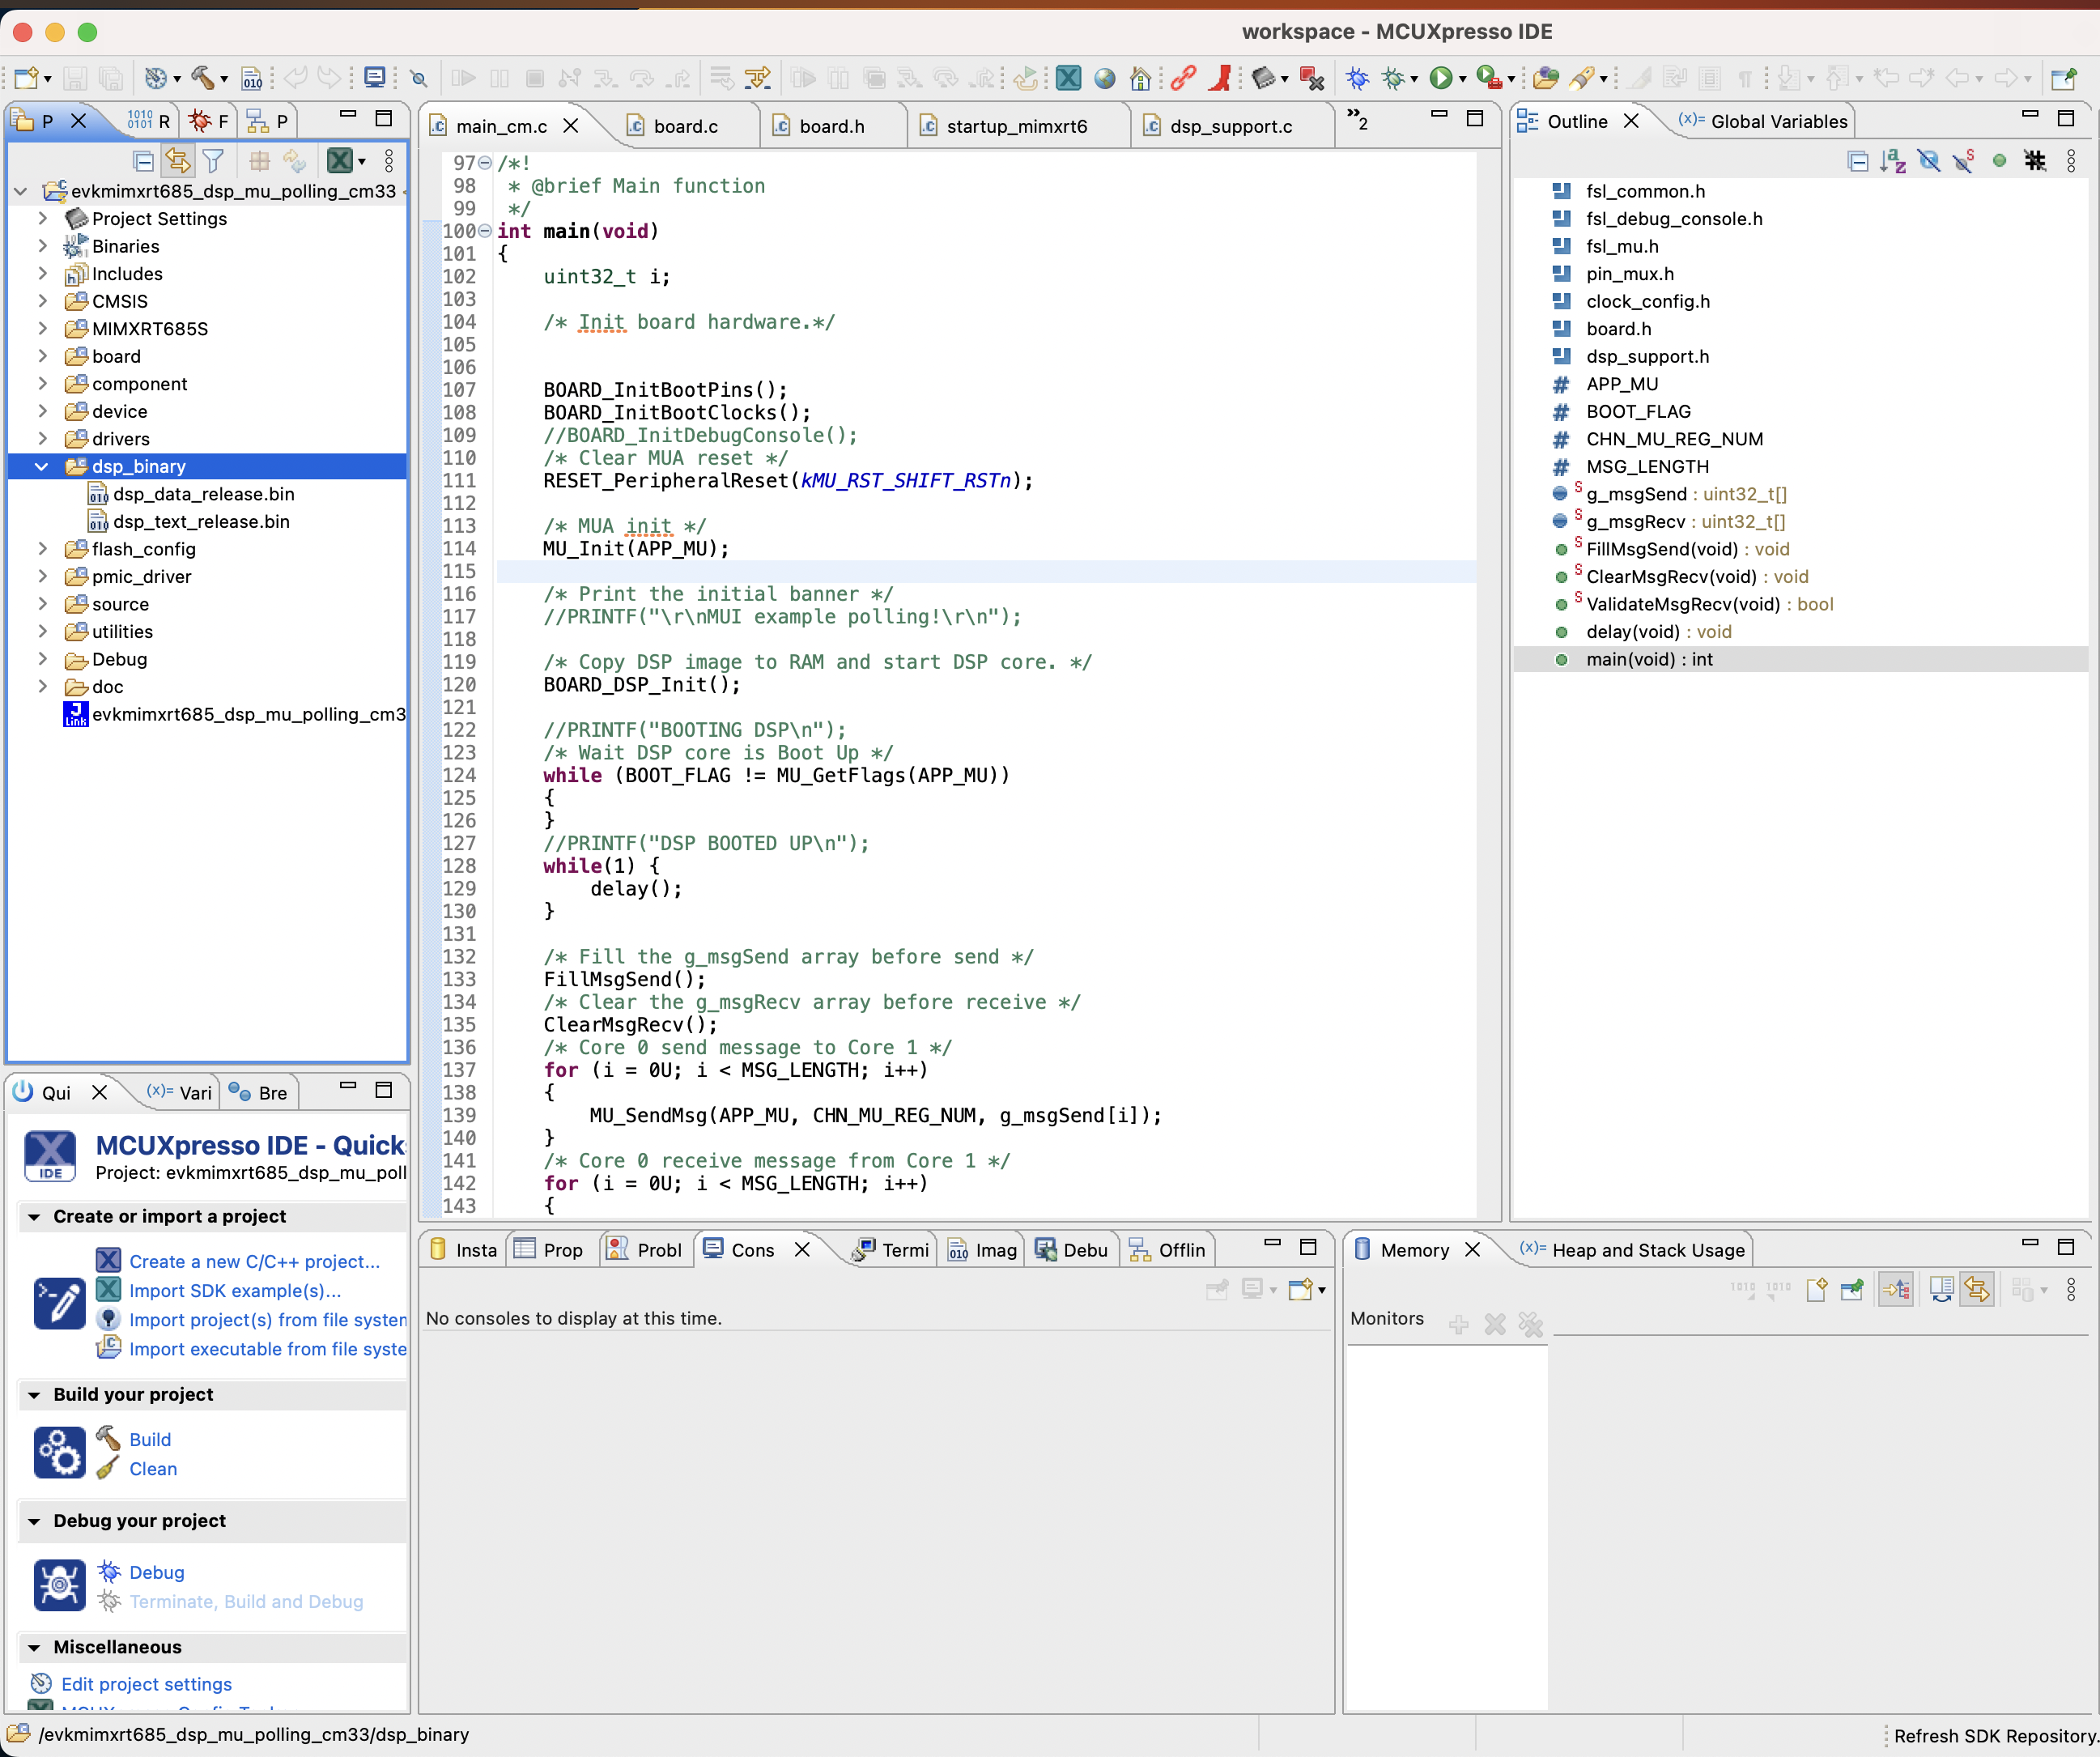 workspace - MCUXpresso IDE
P
1010 0101 R
F
P
evkmimxrt685_dsp_mu_polling_cm33
Project Settings
Binaries
Includes
CMSIS
MIMXRT685S
board
component
device
drivers
dsp_binary
dsp_data_release.bin
dsp_text_release.bin
flash_config
pmic_driver
source
utilities
Debug
doc
evkmimxrt685_dsp_mu_polling_cm3
main_cm.c
board.c
board.h
startup_mimxrt6
dsp_support.c
»2
97 /*!
98  * @brief Main function
99  */
100 int main(void)
101 {
102     uint32_t i;
103
104     /* Init board hardware.*/
105
106
107     BOARD_InitBootPins();
108     BOARD_InitBootClocks();
109     //BOARD_InitDebugConsole();
110     /* Clear MUA reset */
111     RESET_PeripheralReset(kMU_RST_SHIFT_RSTn);
112
113     /* MUA init */
114     MU_Init(APP_MU);
115
116     /* Print the initial banner */
117     //PRINTF("\r\nMUI example polling!\r\n");
118
119     /* Copy DSP image to RAM and start DSP core. */
120     BOARD_DSP_Init();
121
122     //PRINTF("BOOTING DSP\n");
123     /* Wait DSP core is Boot Up */
124     while (BOOT_FLAG != MU_GetFlags(APP_MU))
125     {
126     }
127     //PRINTF("DSP BOOTED UP\n");
128     while(1) {
129         delay();
130     }
131
132     /* Fill the g_msgSend array before send */
133     FillMsgSend();
134     /* Clear the g_msgRecv array before receive */
135     ClearMsgRecv();
136     /* Core 0 send message to Core 1 */
137     for (i = 0U; i < MSG_LENGTH; i++)
138     {
139         MU_SendMsg(APP_MU, CHN_MU_REG_NUM, g_msgSend[i]);
140     }
141     /* Core 0 receive message from Core 1 */
142     for (i = 0U; i < MSG_LENGTH; i++)
143     {
Outline
(x)= Global Variables
fsl_common.h
fsl_debug_console.h
fsl_mu.h
pin_mux.h
clock_config.h
board.h
dsp_support.h
# APP_MU
# BOOT_FLAG
# CHN_MU_REG_NUM
# MSG_LENGTH
S g_msgSend : uint32_t[]
S g_msgRecv : uint32_t[]
S FillMsgSend(void) : void
S ClearMsgRecv(void) : void
S ValidateMsgRecv(void) : bool
delay(void) : void
main(void) : int
Qui
(x)= Vari
Bre
MCUXpresso IDE - Quick
Project: evkmimxrt685_dsp_mu_poll
IDE
Create or import a project
Create a new C/C++ project...
Import SDK example(s)...
Import project(s) from file system
Import executable from file syste
Build your project
Build
Clean
Debug your project
Debug
Terminate, Build and Debug
Miscellaneous
Edit project settings
Insta
Prop
Probl
Cons
Termi
Imag
Debu
Offlin
No consoles to display at this time.
Memory
(x)= Heap and Stack Usage
Monitors
/evkmimxrt685_dsp_mu_polling_cm33/dsp_binary
Refresh SDK Repository